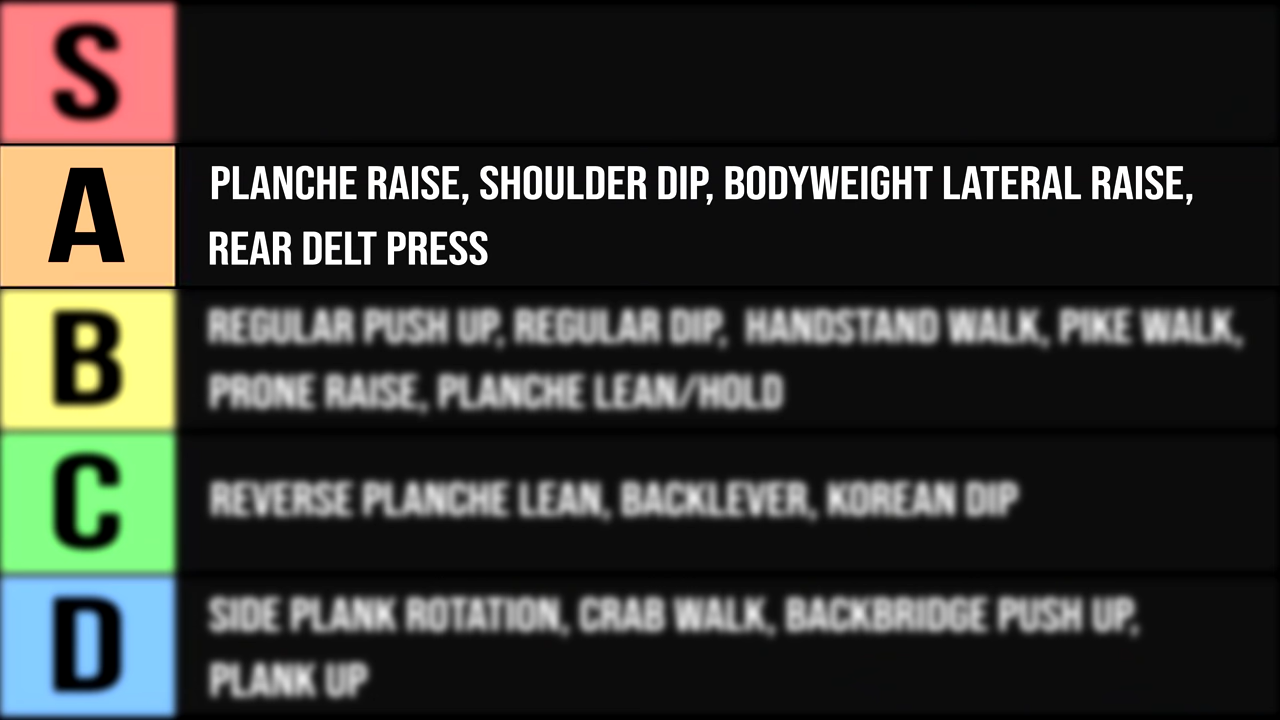 S
A
PLANCHE RAISE, SHOULDER DIP, BODYWEIGHT LATERAL RAISE,
REAR DELT PRESS
B
REGULAR PUSH UP, REGULAR DIP, HANDSTAND WALK, PIKE WALK,
PRONE RAISE, PLANCHE LEAN/HOLD
C
REVERSE PLANCHE LEAN, BACKLEVER, KOREAN DIP
D
SIDE PLANK ROTATION, CRAB WALK, BACKBRIDGE PUSH UP,
PLANK UP